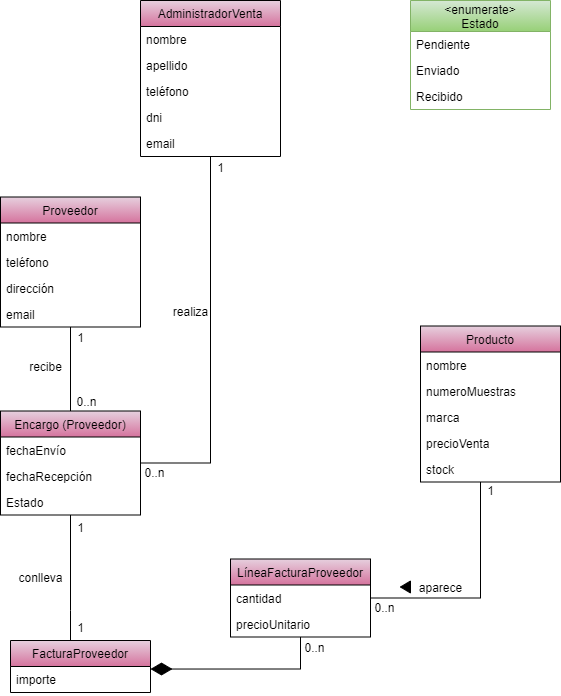 AdministradorVenta
nombre
apellido
teléfono
dni
email
1
<enumerate>
Estado
Pendiente
Enviado
Recibido
Proveedor
nombre
teléfono
dirección
email
1
realiza
recibe
0..n
Producto
nombre
numeroMuestras
marca
precioVenta
stock
1
Encargo (Proveedor)
fechaEnvío
fechaRecepción
Estado
0..n
1
conlleva
1
LíneaFacturaProveedor
cantidad
precioUnitario
aparece
0..n
0..n
FacturaProveedor
importe